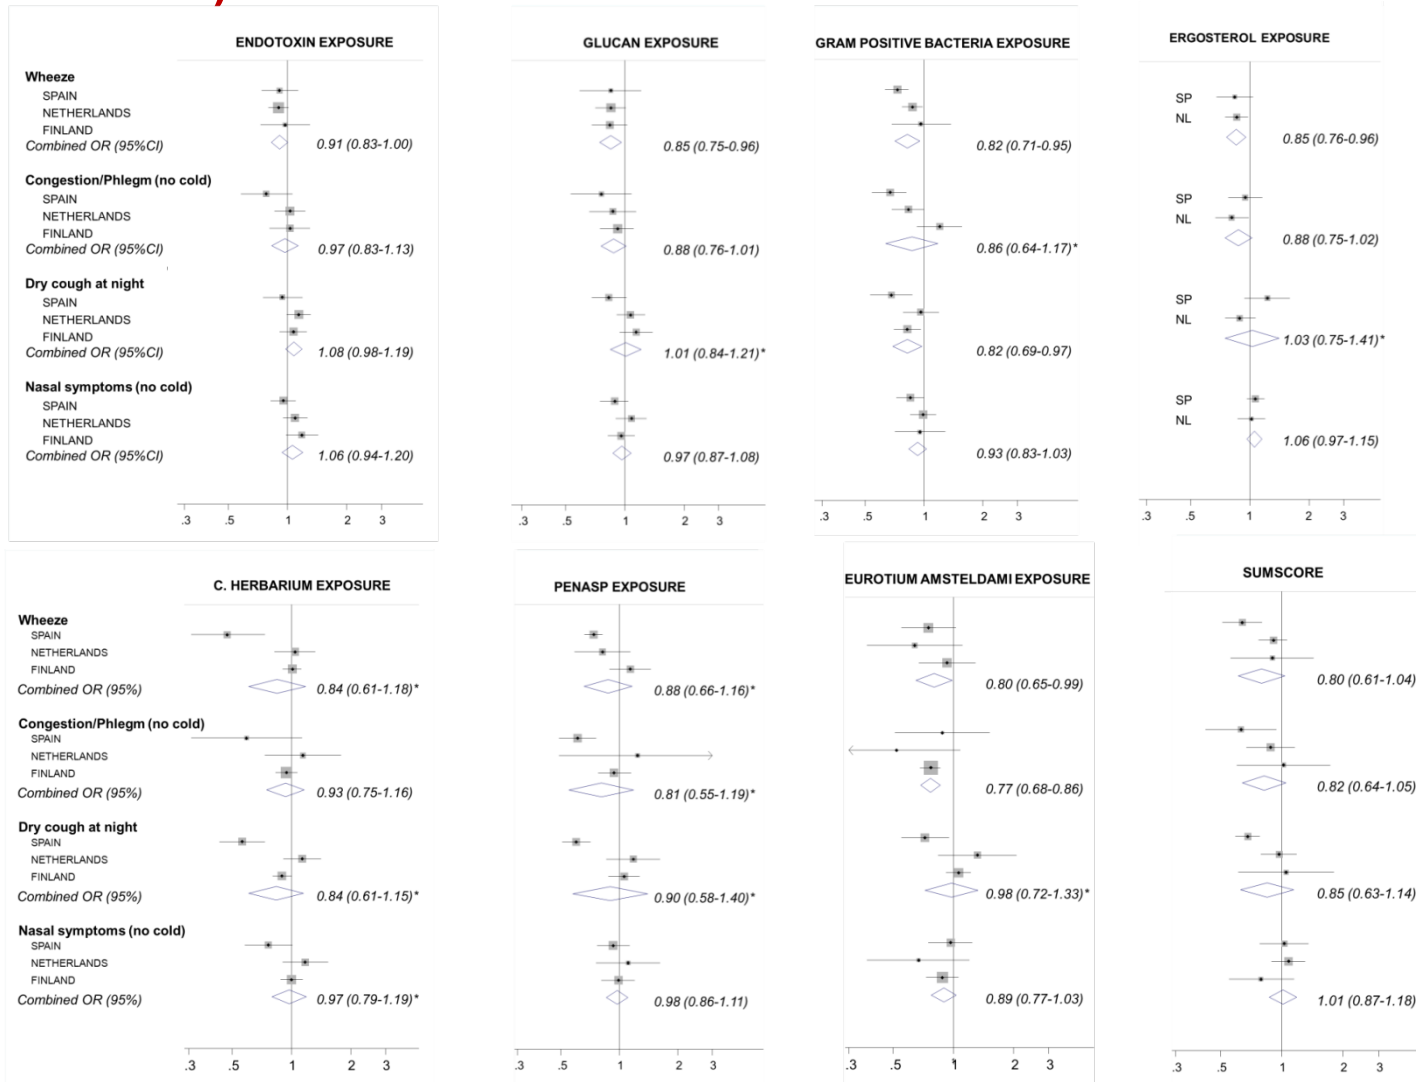 ENDOTOXIN EXPOSURE
Wheeze
SPAIN
NETHERLANDS
FINLAND
Combined OR (95%CI) 0.91 (0.83-1.00)
Congestion/Phlegm (no cold)
SPAIN
NETHERLANDS
FINLAND
Combined OR (95%CI) 0.97 (0.83-1.13)
Dry cough at night
SPAIN
NETHERLANDS
FINLAND
Combined OR (95%CI) 1.08 (0.98-1.19)
Nasal symptoms (no cold)
SPAIN
NETHERLANDS
FINLAND
Combined OR (95%CI) 1.06 (0.94-1.20)
.3 .5 1 2 3
GLUCAN EXPOSURE
0.85 (0.75-0.96)
0.88 (0.76-1.01)
1.01 (0.84-1.21)*
0.97 (0.87-1.08)
.3 .5 1 2 3
GRAM POSITIVE BACTERIA EXPOSURE
0.82 (0.71-0.95)
0.86 (0.64-1.17)*
0.82 (0.69-0.97)
0.93 (0.83-1.03)
.3 .5 1 2 3
ERGOSTEROL EXPOSURE
SP
NL
0.85 (0.76-0.96)
SP
NL
0.88 (0.75-1.02)
SP
NL
1.03 (0.75-1.41)*
SP
NL
1.06 (0.97-1.15)
.3 .5 1 2 3
C. HERBARIUM EXPOSURE
Wheeze
SPAIN
NETHERLANDS
FINLAND
Combined OR (95%) 0.84 (0.61-1.18)*
Congestion/Phlegm (no cold)
SPAIN
NETHERLANDS
FINLAND
Combined OR (95%) 0.93 (0.75-1.16)
Dry cough at night
SPAIN
NETHERLANDS
FINLAND
Combined OR (95%) 0.84 (0.61-1.15)*
Nasal symptoms (no cold)
SPAIN
NETHERLANDS
FINLAND
Combined OR (95%) 0.97 (0.79-1.19)*
.3 .5 1 2 3
PENASP EXPOSURE
0.88 (0.66-1.16)*
0.81 (0.55-1.19)*
0.90 (0.58-1.40)*
0.98 (0.86-1.11)
.3 .5 1 2 3
EUROTIUM AMSTELDAMI EXPOSURE
0.80 (0.65-0.99)
0.77 (0.68-0.86)
0.98 (0.72-1.33)*
0.89 (0.77-1.03)
.3 .5 1 2 3
SUMSCORE
0.80 (0.61-1.04)
0.82 (0.64-1.05)
0.85 (0.63-1.14)
1.01 (0.87-1.18)
.3 .5 1 2 3